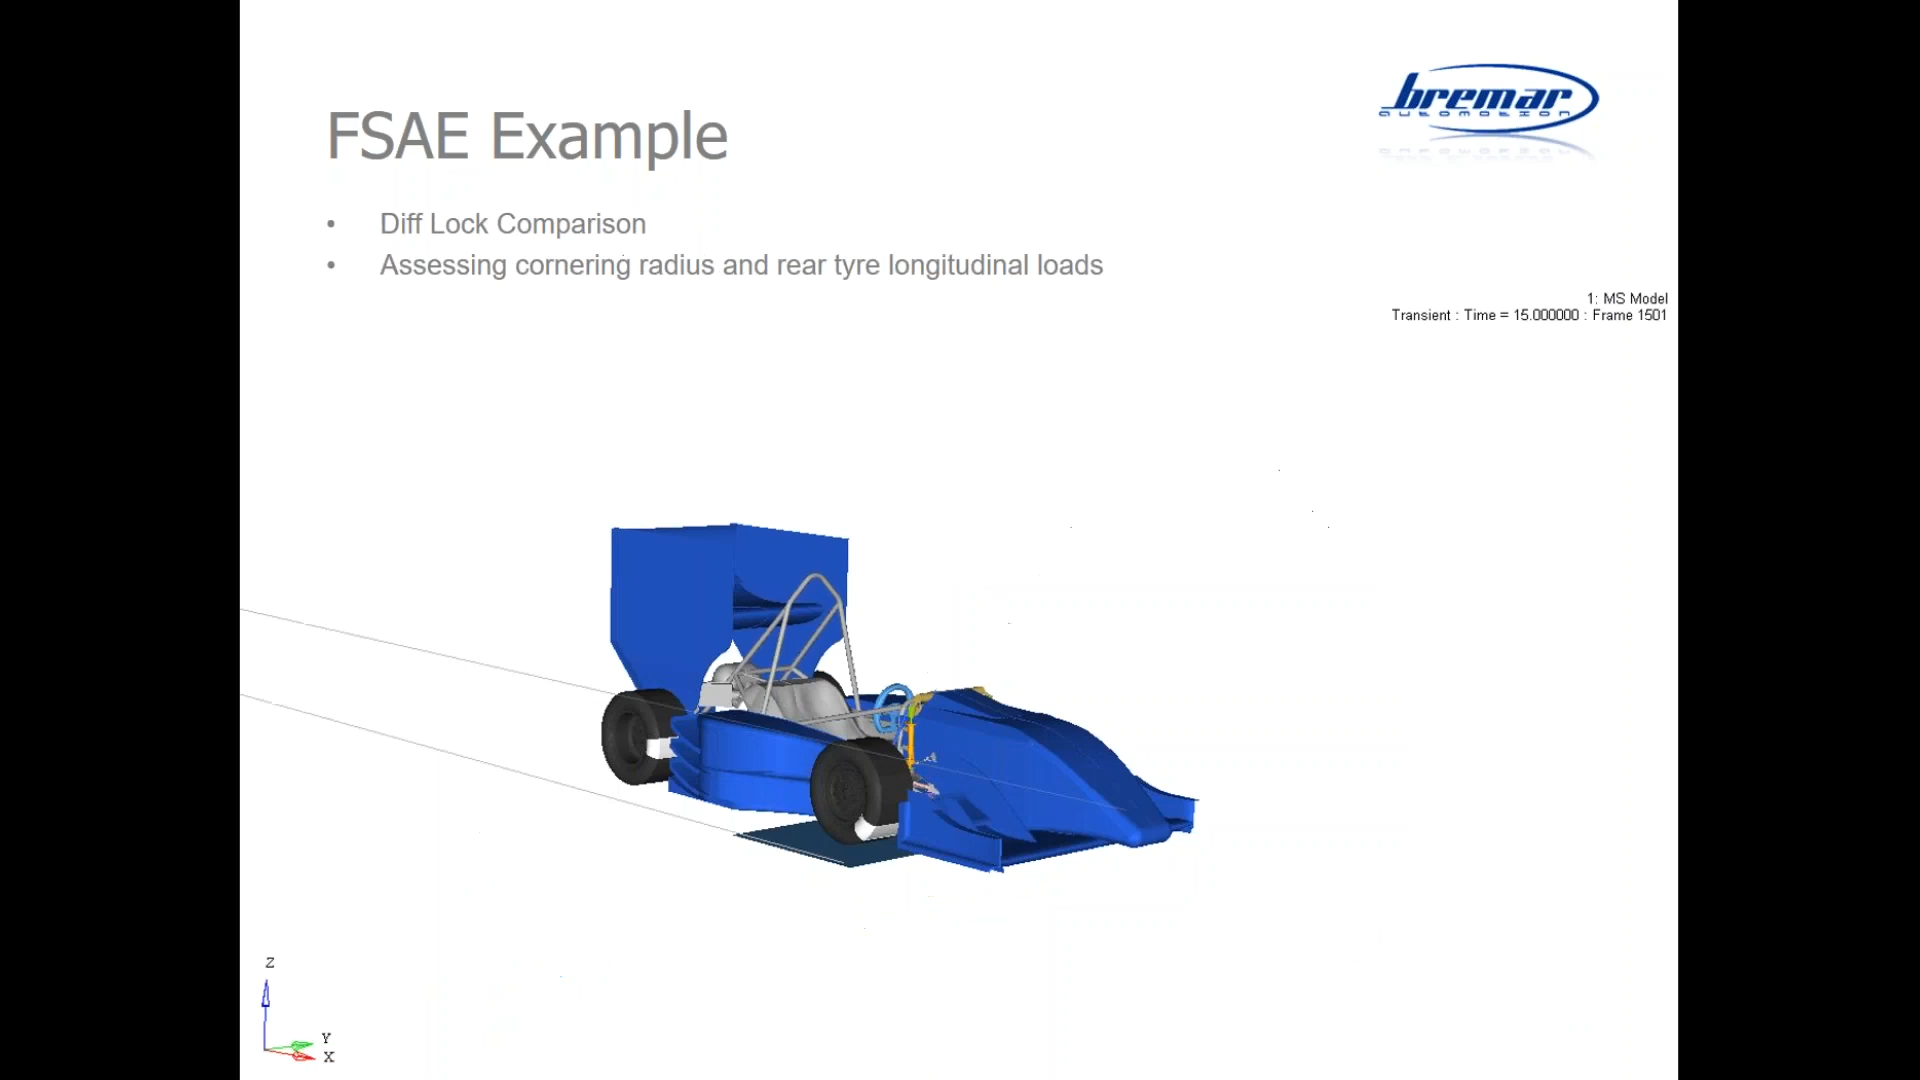 bremar
AUTOMOTION
FSAE Example
• Diff Lock Comparison
• Assessing cornering radius and rear tyre longitudinal loads
1: MS Model
Transient : Time = 15.000000 : Frame 1501
Z
Y
X